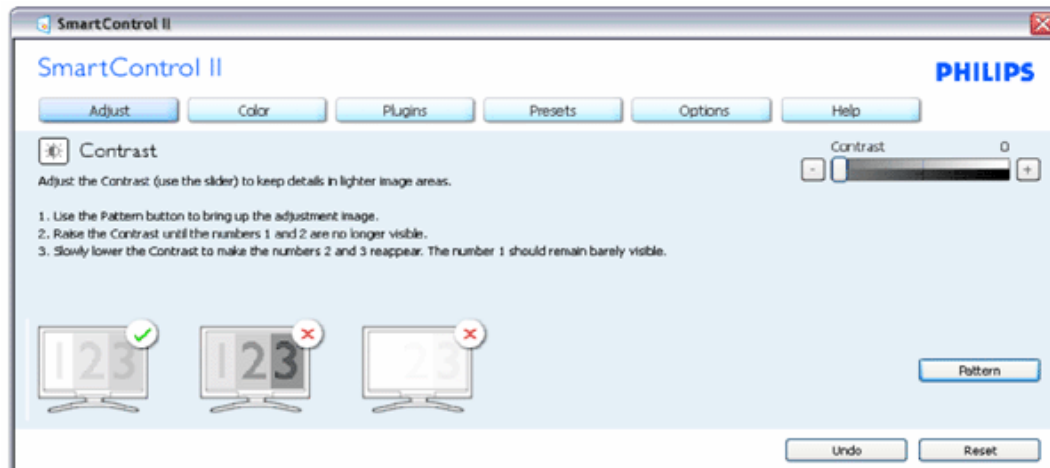 SmartControl II
SmartControl II
PHILIPS
Adjust Color Plugins Presets Options Help
Contrast
Contrast 0
- +
Adjust the Contrast (use the slider) to keep details in lighter image areas.
1. Use the Pattern button to bring up the adjustment image.
2. Raise the Contrast until the numbers 1 and 2 are no longer visible.
3. Slowly lower the Contrast to make the numbers 2 and 3 reappear. The number 1 should remain barely visible.
123 123 23
Pattern
Undo Reset